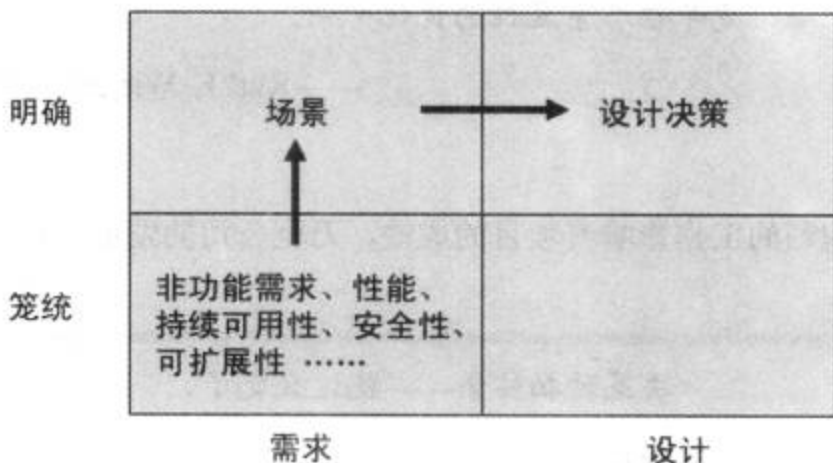 明确
场景
设计决策
笼统
非功能需求、性能、
持续可用性、安全性、
可扩展性 ……
需求
设计